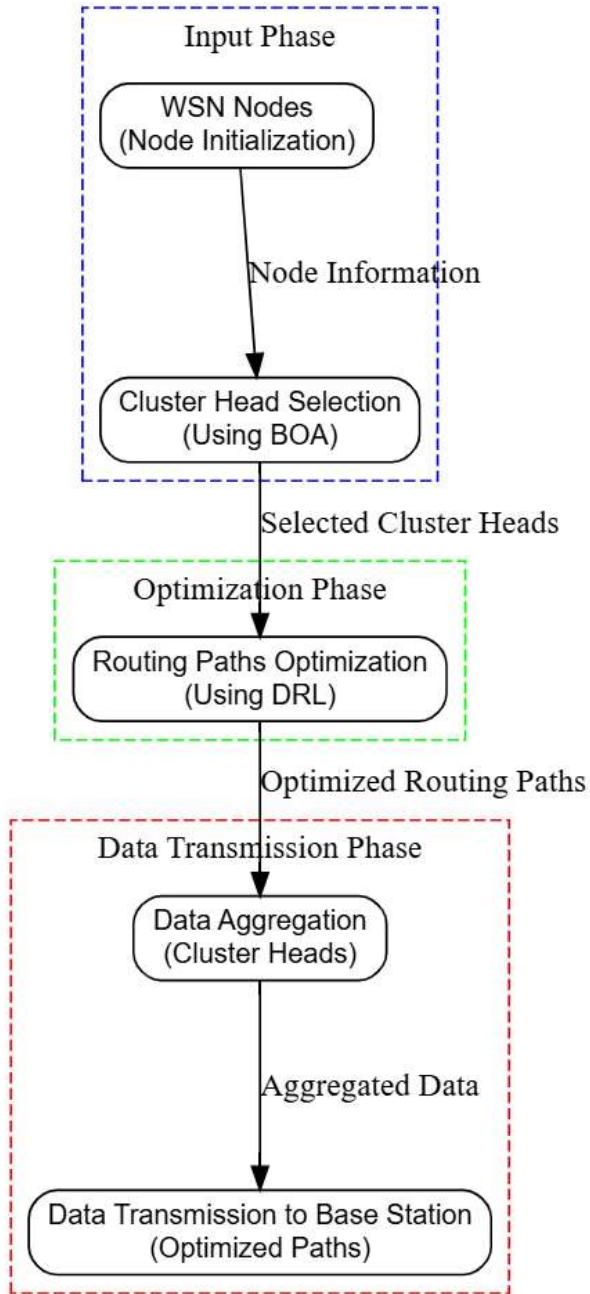 Input Phase
WSN Nodes
(Node Initialization)
Node Information
Cluster Head Selection
(Using BOA)
Selected Cluster Heads
Optimization Phase
Routing Paths Optimization
(Using DRL)
Optimized Routing Paths
Data Transmission Phase
Data Aggregation
(Cluster Heads)
Aggregated Data
Data Transmission to Base Station
(Optimized Paths)